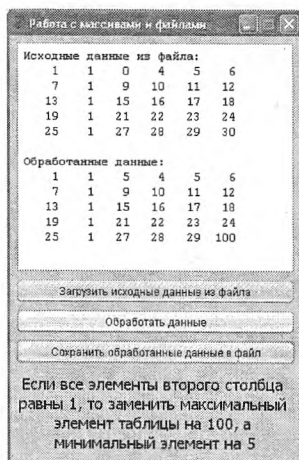 Работа с массивами и файлами
Исходные данные из файла:
1 1 0 4 5 6
7 1 9 10 11 12
13 1 15 16 17 18
19 1 21 22 23 24
25 1 27 28 29 30
Обработанные данные:
1 1 5 4 5 6
7 1 9 10 11 12
13 1 15 16 17 18
19 1 21 22 23 24
25 1 27 28 29 100
Загрузить исходные данные из файла
Обработать данные
Сохранить обработанные данные в файл
Если все элементы второго столбца
равны 1, то заменить максимальный
элемент таблицы на 100, а
минимальный элемент на 5